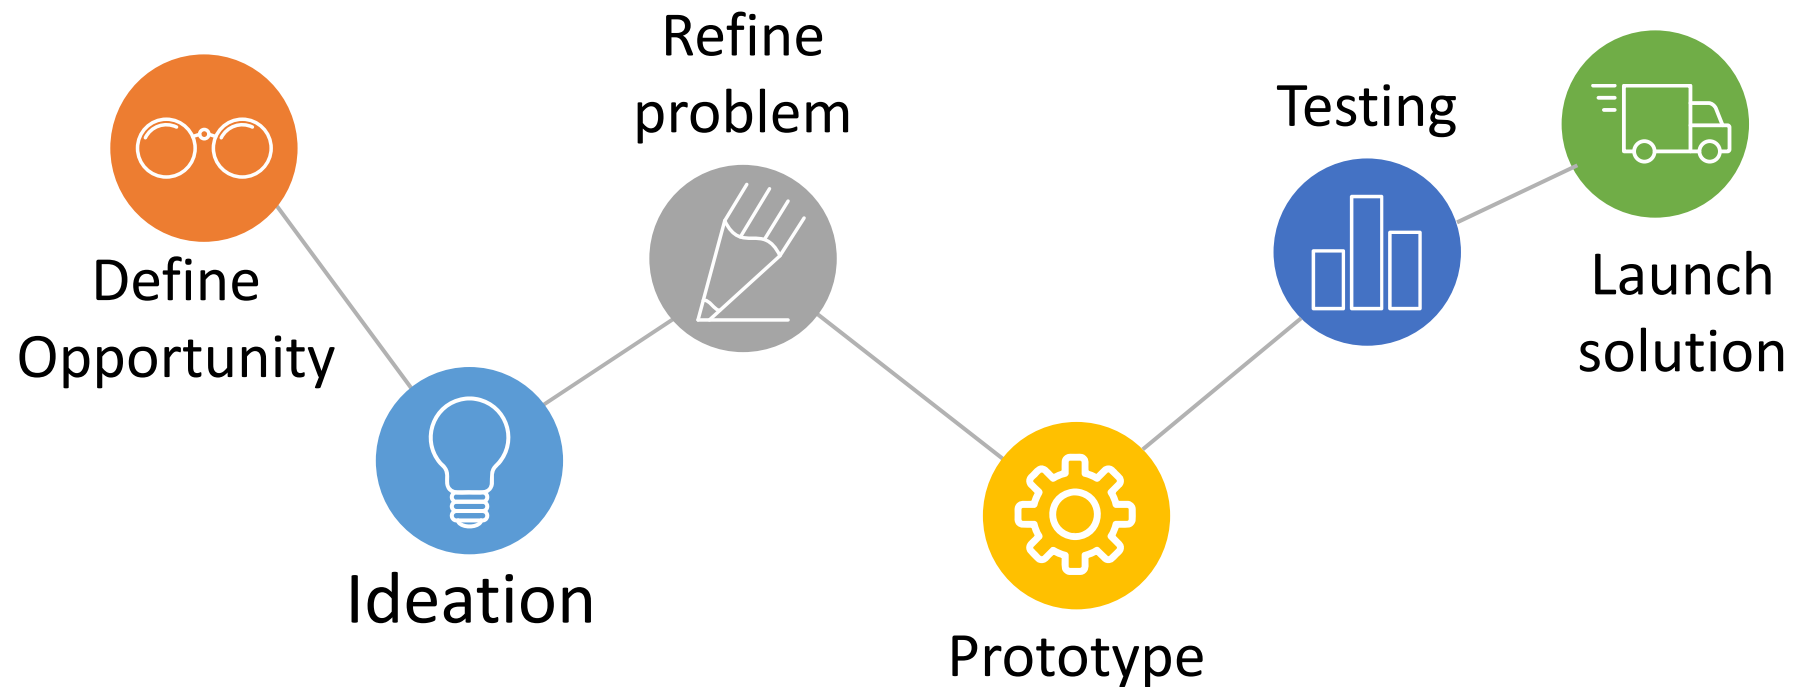 Define
Opportunity
Ideation
Refine
problem
Prototype
Testing
Launch
solution